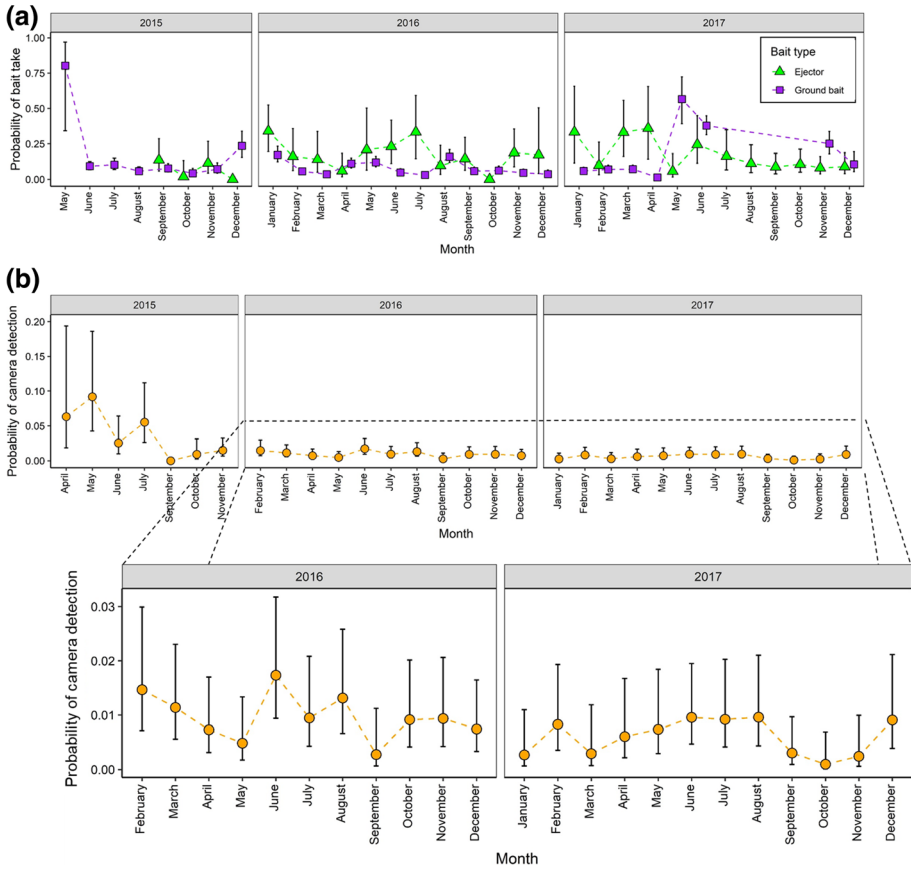 (a)
2015 2016 2017
Probability of bait take
1.00
0.75
0.50
0.25
0.00
Bait type
Ejector
Ground bait
May June July August September October November December
January February March April May June July August September October November December
January February March April May June July August September October November December
Month
(b)
2015 2016 2017
Probability of camera detection
0.20
0.15
0.10
0.05
0.00
April May June July September October November
February March April May June July August September October November December
January February March April May June July August September October November December
Month
2016 2017
Probability of camera detection
0.03
0.02
0.01
0.00
February March April May June July August September October November December
January February March April May June July August September October November December
Month